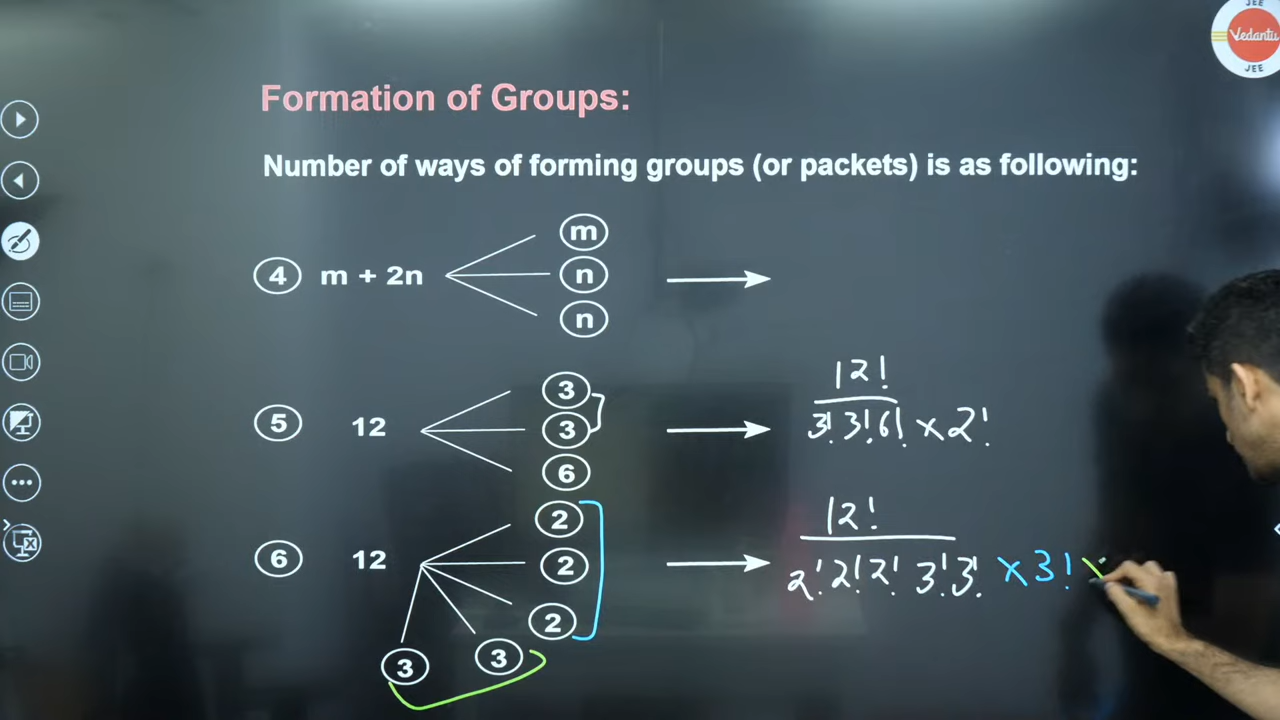 JEE
Vedantu
JEE
Formation of Groups:
Number of ways of forming groups (or packets) is as following:
4 m + 2n m
n
n
5 12 3
3
6
12!
3! 3! 6! × 2!
6 12 2
2
2
3
3
12!
2! 2! 2! 3! 3! × 3!